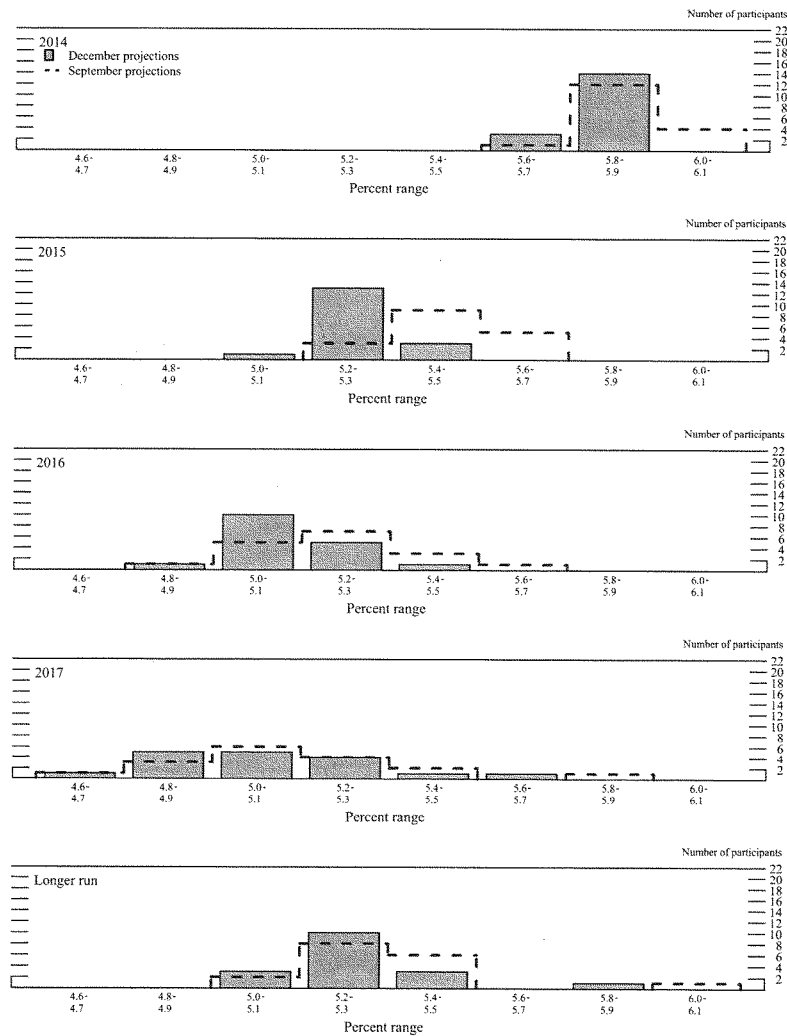 Number of participants
2014
December projections
September projections
22
20
18
16
14
12
10
8
6
4
2
4.6- 4.8- 5.0- 5.2- 5.4- 5.6- 5.8- 6.0-
4.7 4.9 5.1 5.3 5.5 5.7 5.9 6.1
Percent range
Number of participants
2015
22
20
18
16
14
12
10
8
6
4
2
4.6- 4.8- 5.0- 5.2- 5.4- 5.6- 5.8- 6.0-
4.7 4.9 5.1 5.3 5.5 5.7 5.9 6.1
Percent range
Number of participants
2016
22
20
18
16
14
12
10
8
6
4
2
4.6- 4.8- 5.0- 5.2- 5.4- 5.6- 5.8- 6.0-
4.7 4.9 5.1 5.3 5.5 5.7 5.9 6.1
Percent range
Number of participants
2017
22
20
18
16
14
12
10
8
6
4
2
4.6- 4.8- 5.0- 5.2- 5.4- 5.6- 5.8- 6.0-
4.7 4.9 5.1 5.3 5.5 5.7 5.9 6.1
Percent range
Number of participants
Longer run
22
20
18
16
14
12
10
8
6
4
2
4.6- 4.8- 5.0- 5.2- 5.4- 5.6- 5.8- 6.0-
4.7 4.9 5.1 5.3 5.5 5.7 5.9 6.1
Percent range